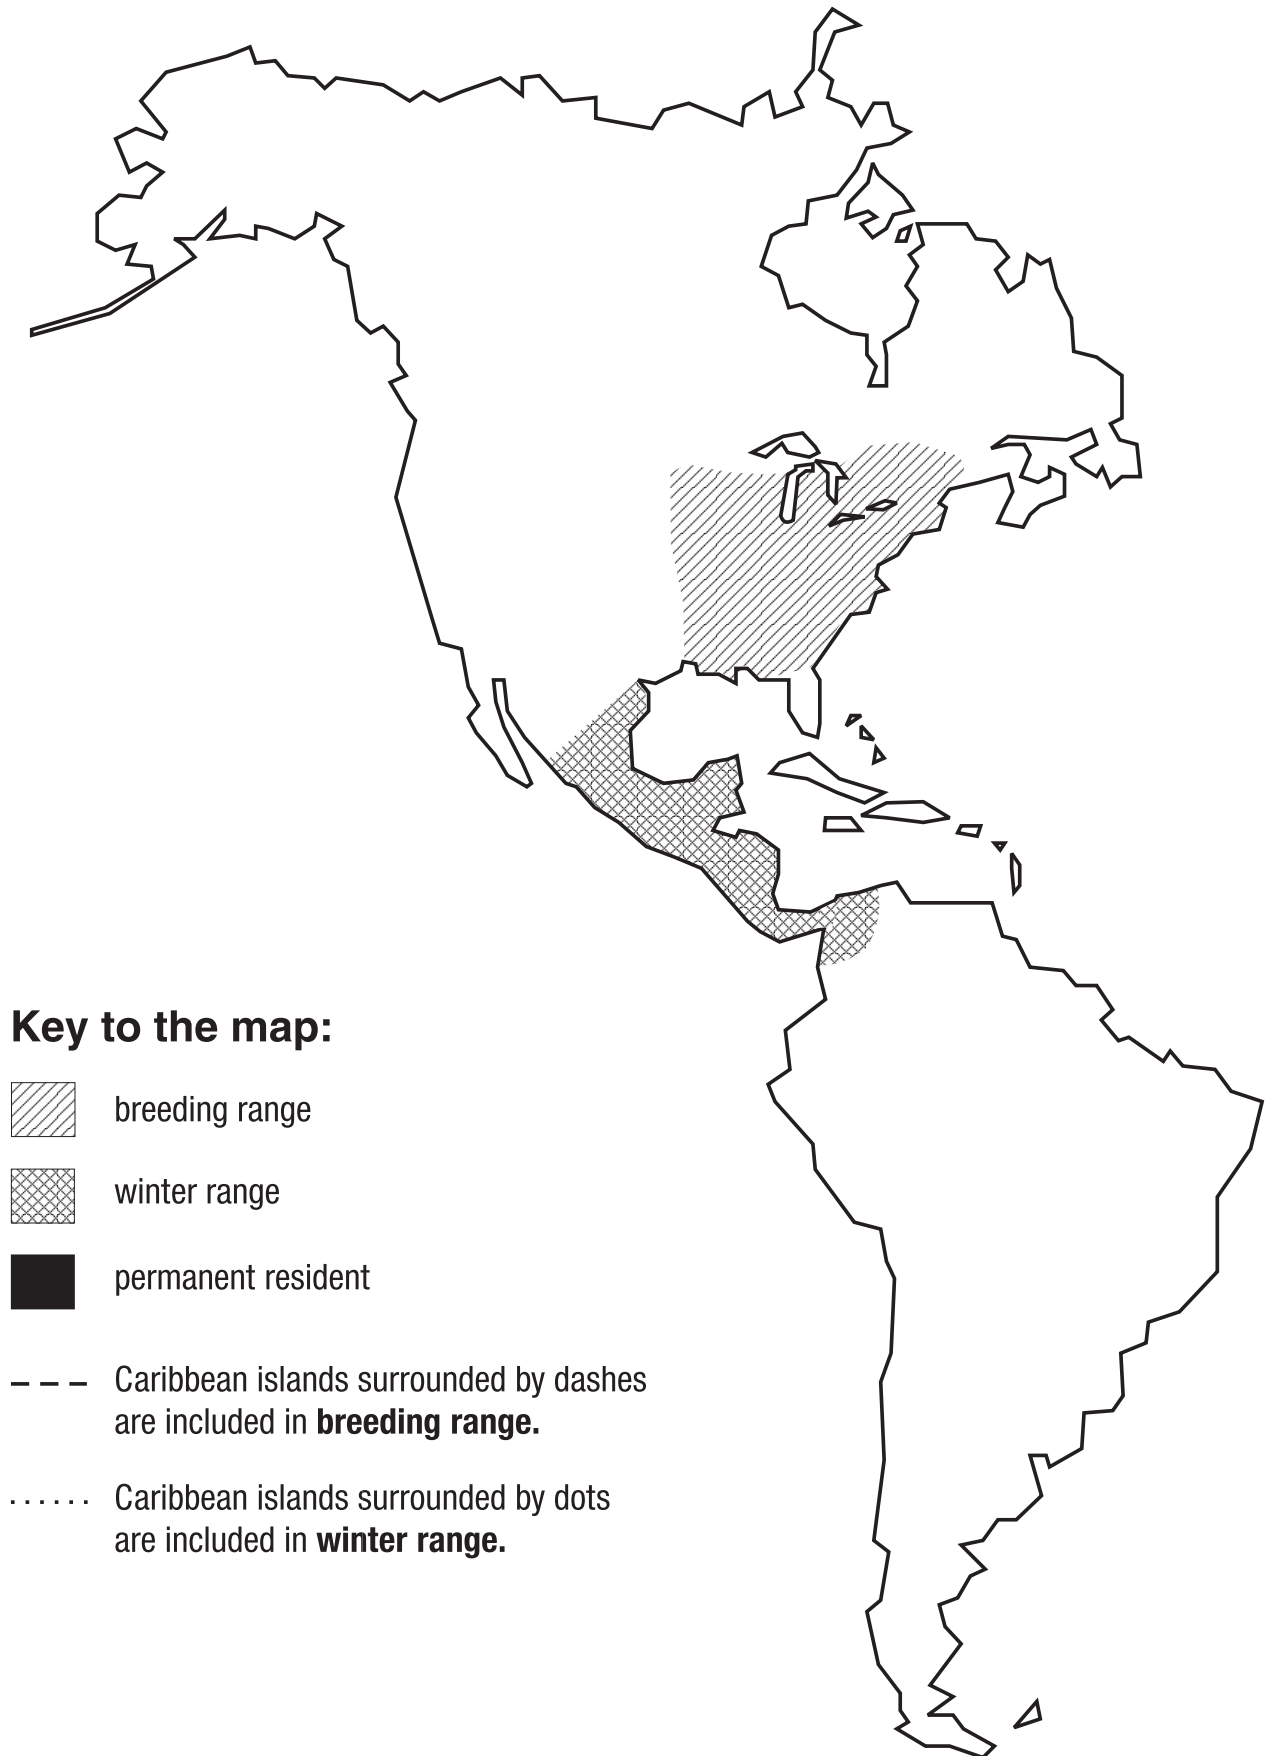 Key to the map:
breeding range
winter range
permanent resident
Caribbean islands surrounded by dashes
are included in breeding range.
Caribbean islands surrounded by dots
are included in winter range.